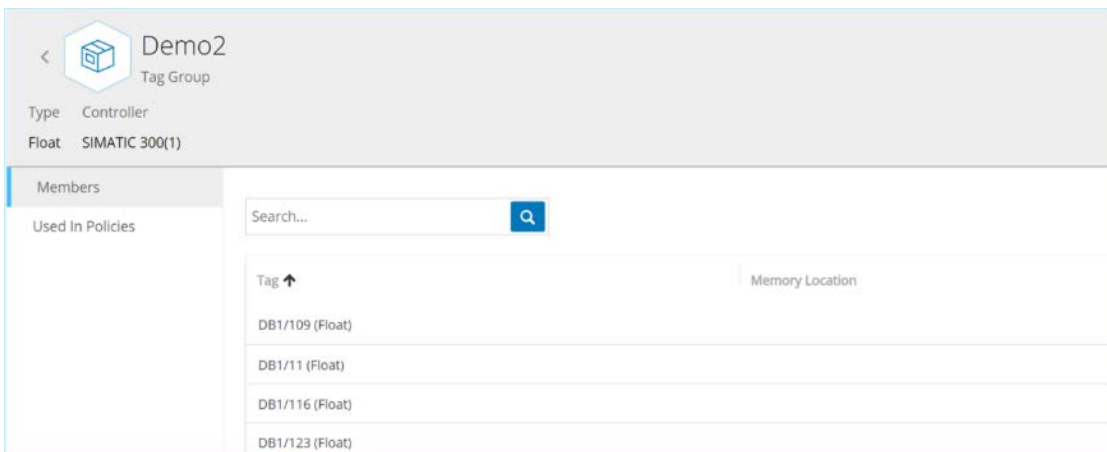 Demo2
Tag Group
Type Controller
Float SIMATIC 300(1)
Members
Used In Policies
Search...
Tag Memory Location
DB1/109 (Float)
DB1/11 (Float)
DB1/116 (Float)
DB1/123 (Float)